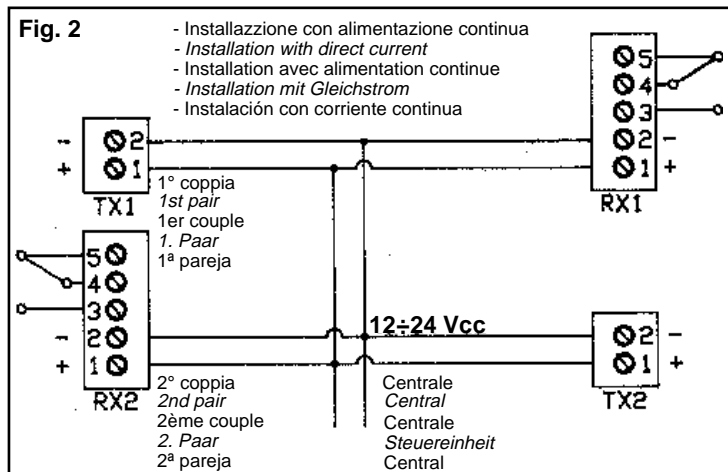 Fig. 2
- Installazzione con alimentazione continua
- Installation with direct current
- Installation avec alimentation continue
- Installation mit Gleichstrom
- Instalación con corriente continua
5
4
3
2 -
1 +
RX1
- 2
+ 1
TX1
1° coppia
1st pair
1er couple
1. Paar
1ª pareja
5
4
3
- 2
+ 1
RX2
12÷24 Vcc
2 -
1 +
TX2
2° coppia
2nd pair
2ème couple
2. Paar
2ª pareja
Centrale
Central
Centrale
Steuereinheit
Central